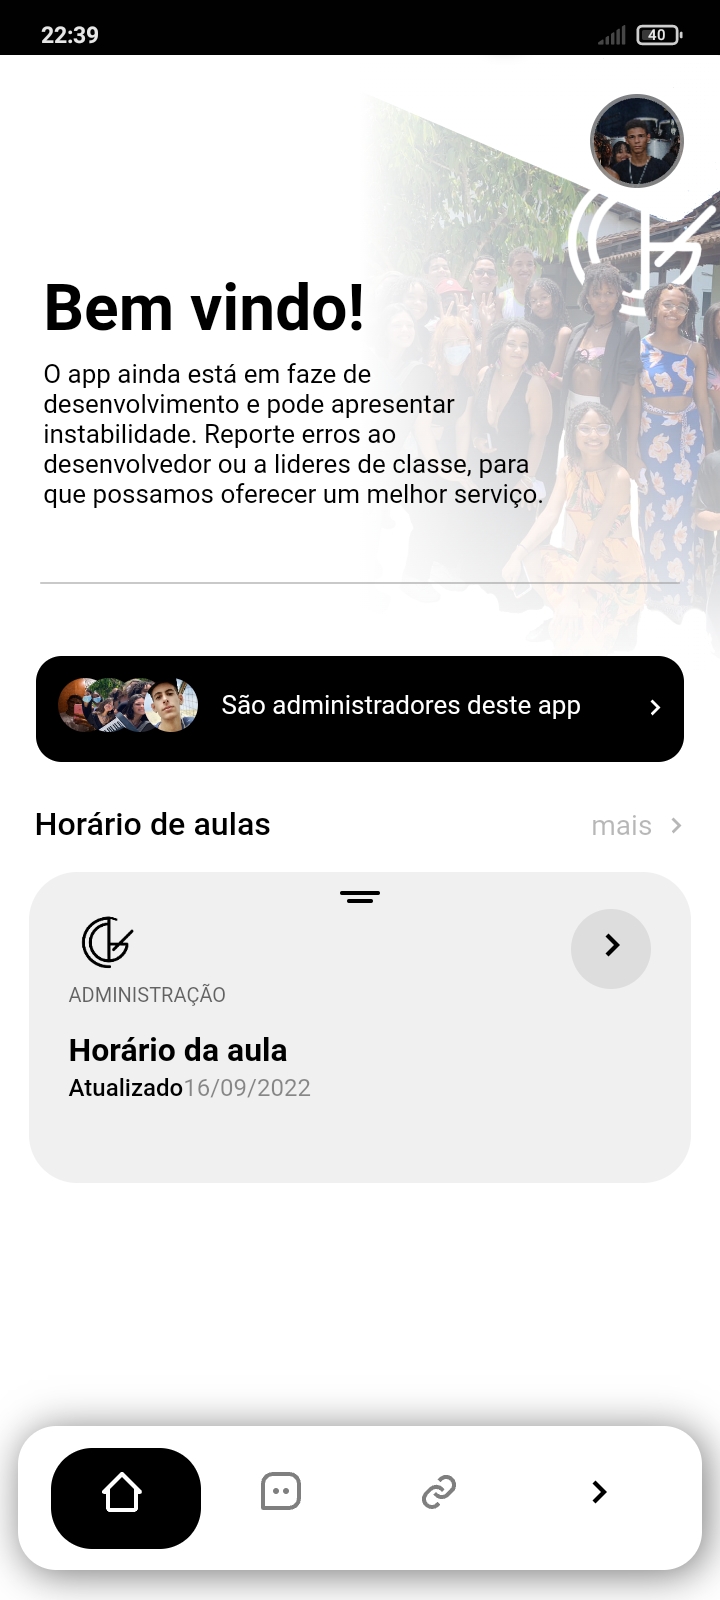 22:39
40
Bem vindo!
O app ainda está em faze de
desenvolvimento e pode apresentar
instabilidade. Reporte erros ao
desenvolvedor ou a lideres de classe, para
que possamos oferecer um melhor serviço.
São administradores deste app
Horário de aulas
mais
ADMINISTRAÇÃO
Horário da aula
Atualizado16/09/2022